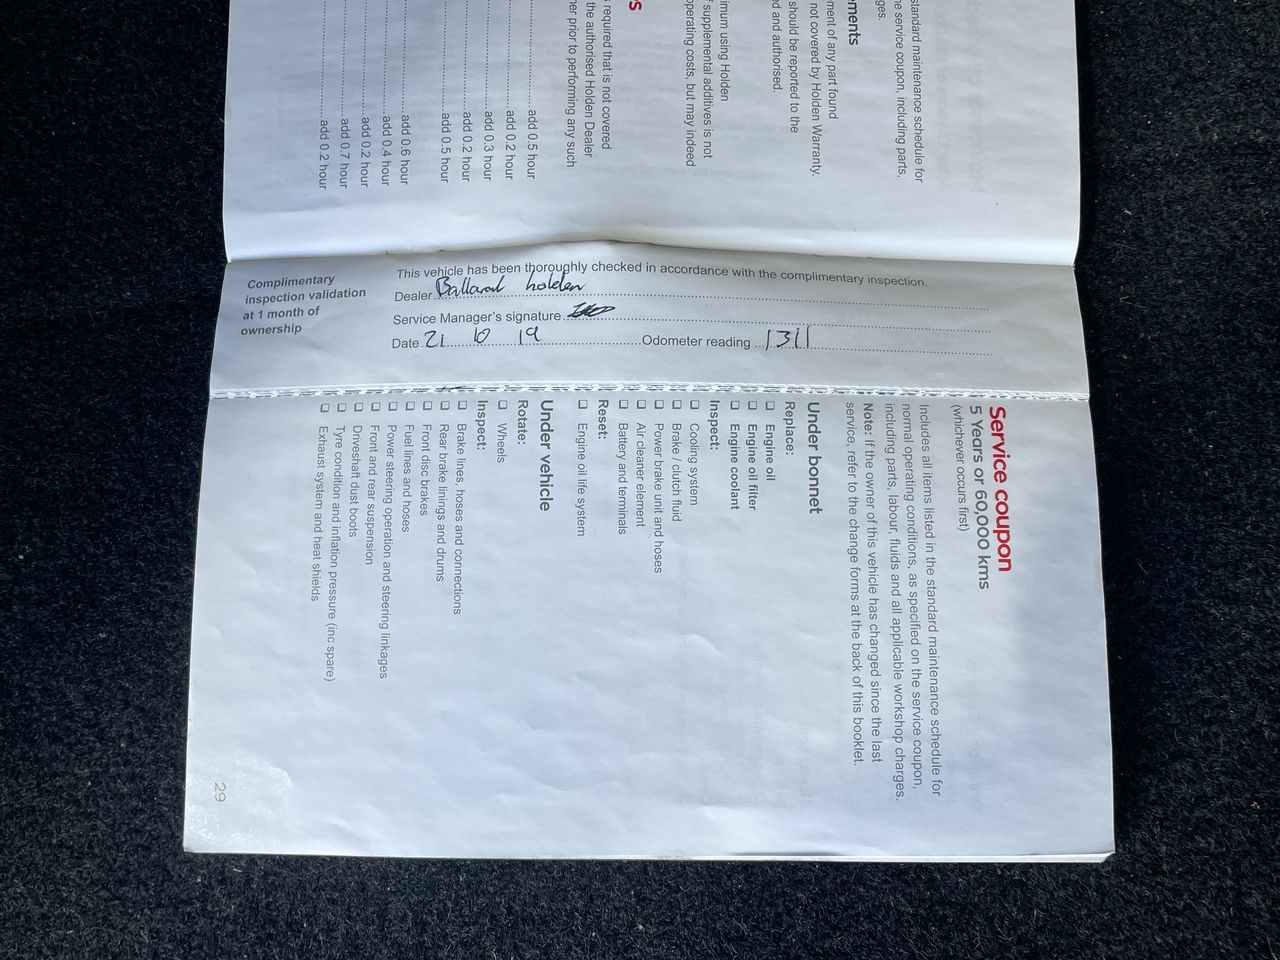 standard maintenance schedule for
e service coupon, including parts,
ges.
ments
ment of any part found
not covered by Holden Warranty.
should be reported to the
d and authorised.
imum using Holden
f supplemental additives is not
perating costs, but may indeed
s
required that is not covered
the authorised Holden Dealer
her prior to performing any such
add 0.5 hour
add 0.2 hour
add 0.3 hour
add 0.2 hour
add 0.5 hour
add 0.6 hour
add 0.4 hour
add 0.2 hour
add 0.7 hour
add 0.2 hour
Complimentary
inspection validation
at 1 month of
ownership
This vehicle has been thoroughly checked in accordance with the complimentary inspection.
Dealer Ballarat holden
Service Manager's signature
Date 21 10 19 Odometer reading 1311
Service coupon
5 Years or 60,000 kms
(whichever occurs first)
Includes all items listed in the standard maintenance schedule for
normal operating conditions, as specified on the service coupon,
including parts, labour, fluids and all applicable workshop charges.
Note: If the owner of this vehicle has changed since the last
service, refer to the change forms at the back of this booklet.
Under bonnet
Replace:
Engine oil
Engine oil filter
Engine coolant
Inspect:
Cooling system
Brake / clutch fluid
Power brake unit and hoses
Air cleaner element
Battery and terminals
Reset:
Engine oil life system
Under vehicle
Rotate:
Wheels
Inspect:
Brake lines, hoses and connections
Rear brake linings and drums
Front disc brakes
Fuel lines and hoses
Power steering operation and steering linkages
Front and rear suspension
Driveshaft dust boots
Tyre condition and inflation pressure (inc spare)
Exhaust system and heat shields
29